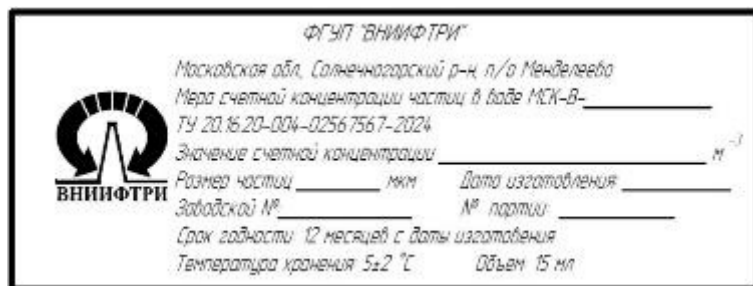 ФГУП "ВНИИФТРИ"
Московская обл, Солнечногорский р-н, п/о Менделеево
Мера счетной концентрации частиц в воде МСК-В-
ТУ 20.16.20-004-02567567-2024
Значение счетной концентрации м⁻³
Размер частиц мкм Дата изготовления
Заводской № № партии
Срок годности 12 месяцев с даты изготовления
Температура хранения 5±2 °С Объем 15 мл
ВНИИФТРИ